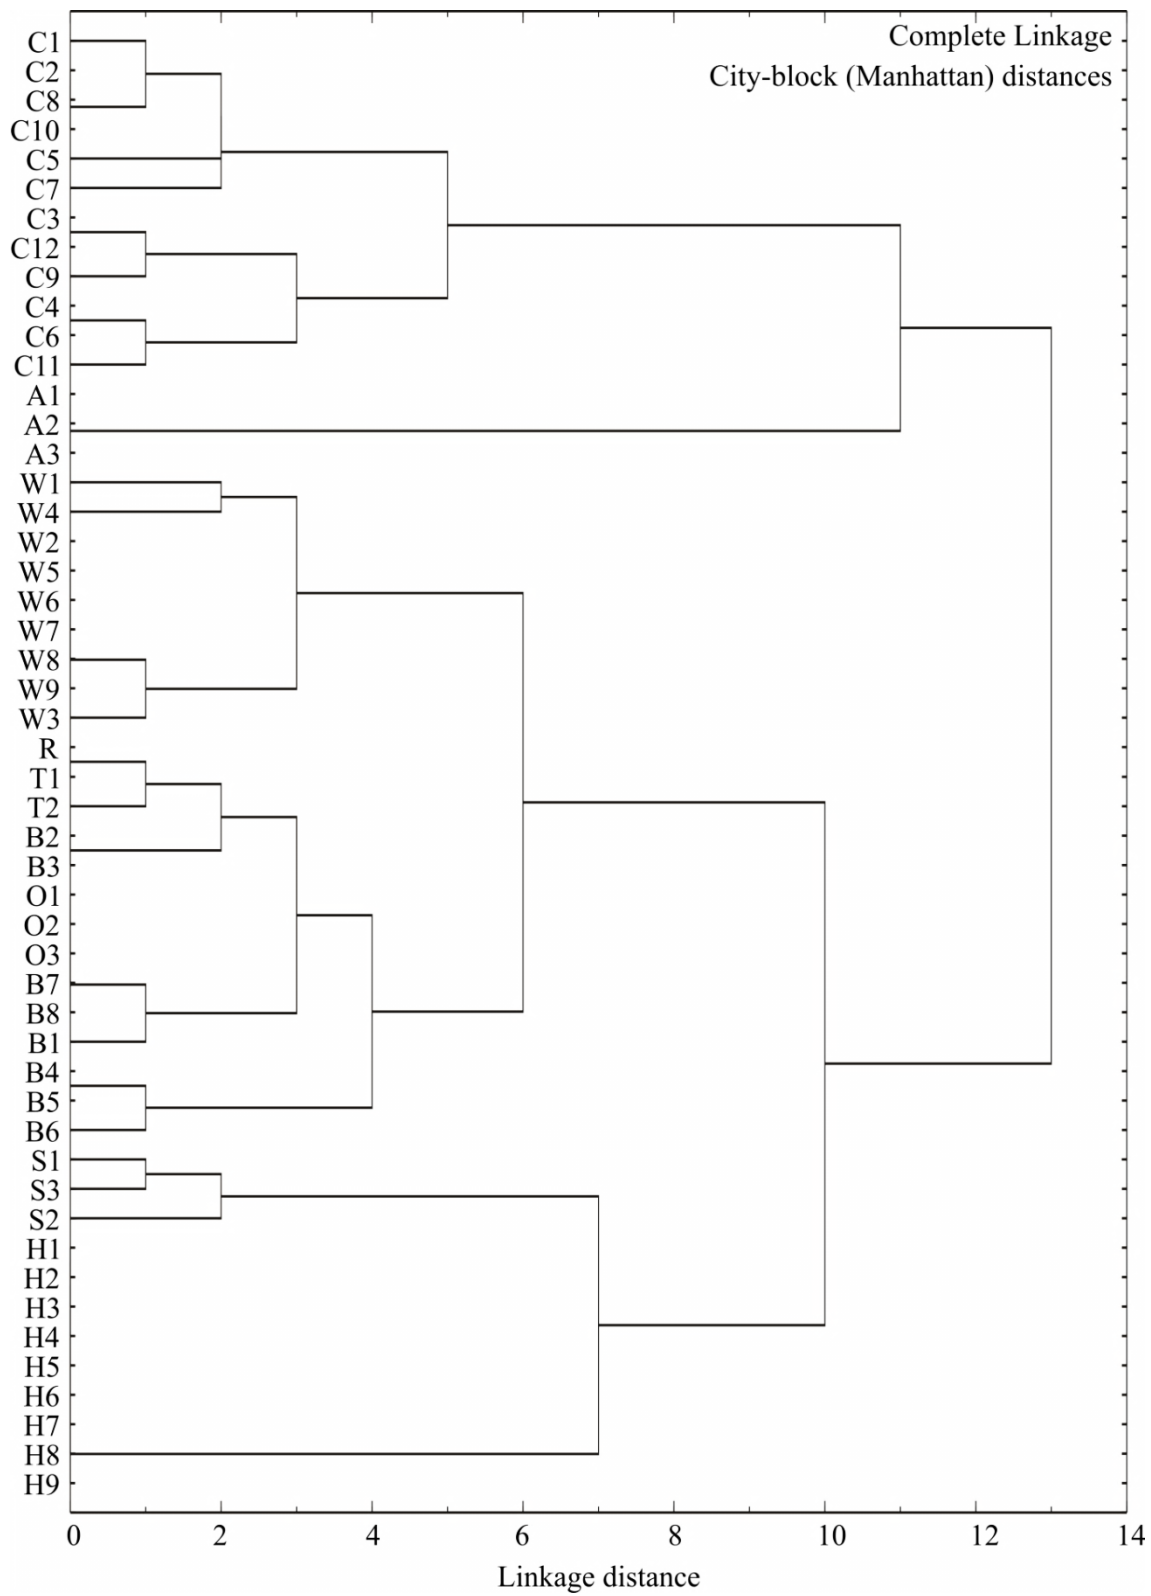 Complete Linkage
City-block (Manhattan) distances
C1
C2
C8
C10
C5
C7
C3
C12
C9
C4
C6
C11
A1
A2
A3
W1
W4
W2
W5
W6
W7
W8
W9
W3
R
T1
T2
B2
B3
O1
O2
O3
B7
B8
B1
B4
B5
B6
S1
S3
S2
H1
H2
H3
H4
H5
H6
H7
H8
H9
0 2 4 6 8 10 12 14
Linkage distance